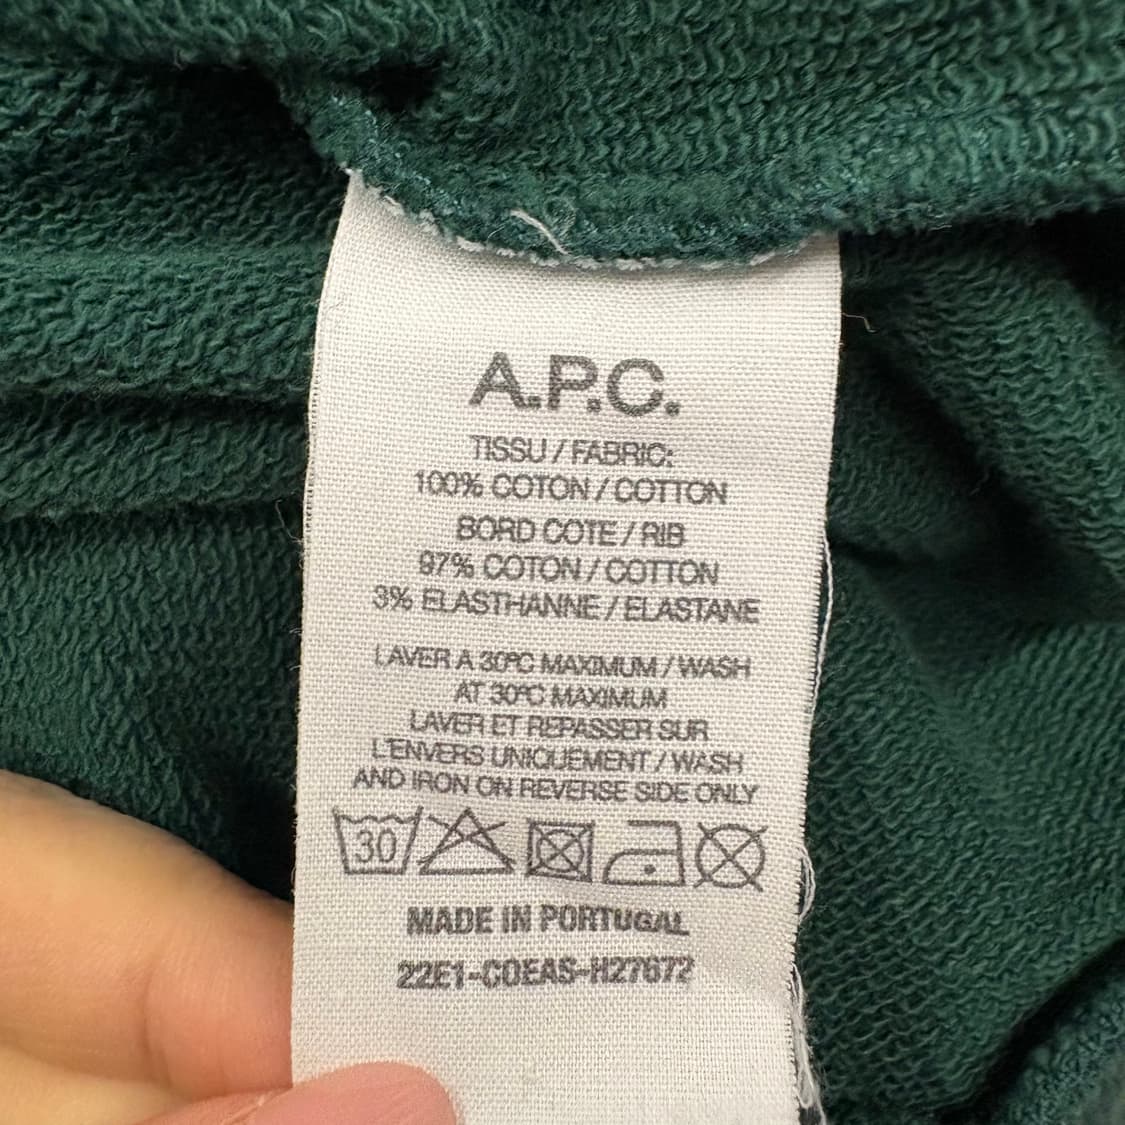 A.P.C.
TISSU / FABRIC:
100% COTON / COTTON
BORD COTE / RIB
97% COTON / COTTON
3% ELASTHANNE / ELASTANE
LAVER A 30°C MAXIMUM / WASH
AT 30°C MAXIMUM
LAVER ET REPASSER SUR
L'ENVERS UNIQUEMENT / WASH
AND IRON ON REVERSE SIDE ONLY
30
MADE IN PORTUGAL
22E1-COEAS-H27672